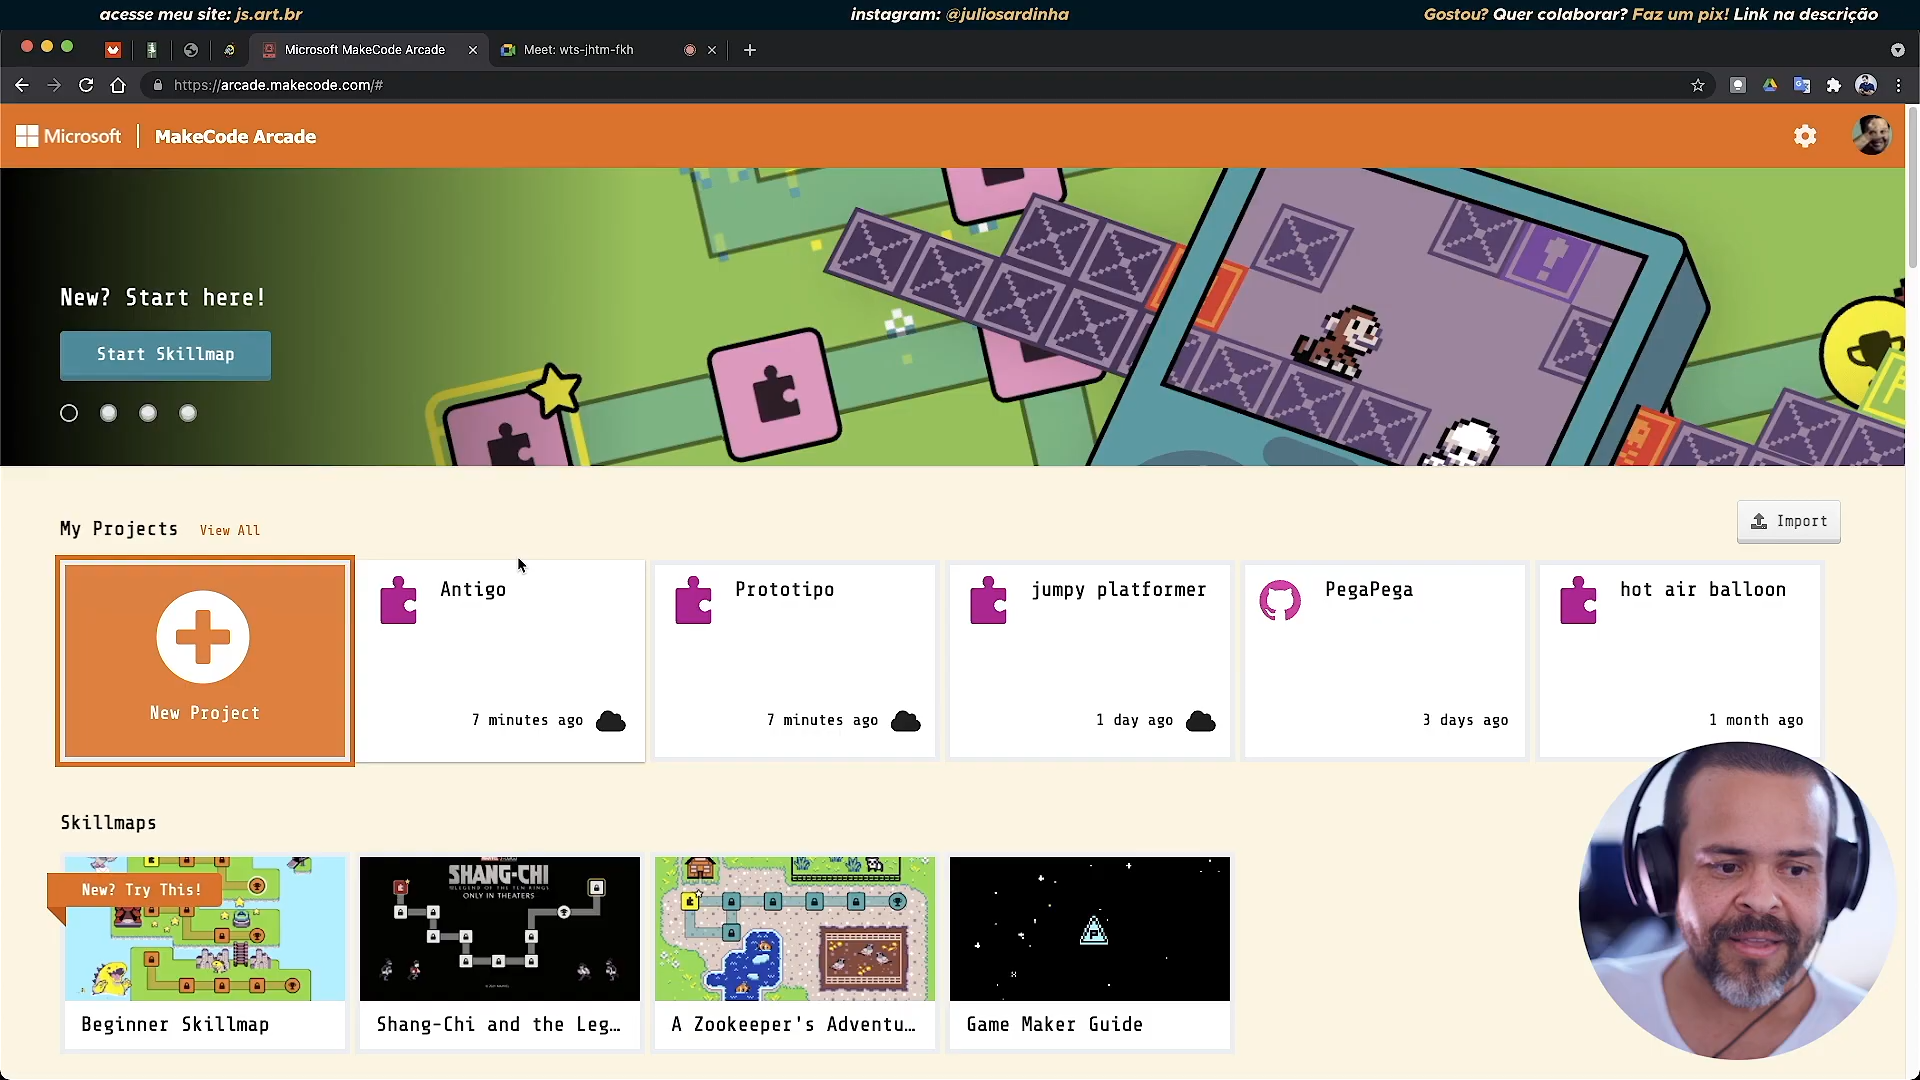 acesse meu site: js.art.br
instagram: @juliosardinha
Gostou? Quer colaborar? Faz um pix! Link na descrição
Microsoft MakeCode Arcade
Meet: wts-jhtm-fkh
https://arcade.makecode.com/#
Microsoft
MakeCode Arcade
New? Start here!
Start Skillmap
My Projects
View All
Import
New Project
Antigo
7 minutes ago
Prototipo
7 minutes ago
jumpy platformer
1 day ago
PegaPega
3 days ago
hot air balloon
1 month ago
Skillmaps
New? Try This!
Beginner Skillmap
SHANG-CHI
ONLY IN THEATERS
Shang-Chi and the Leg...
A Zookeeper's Adventu...
Game Maker Guide